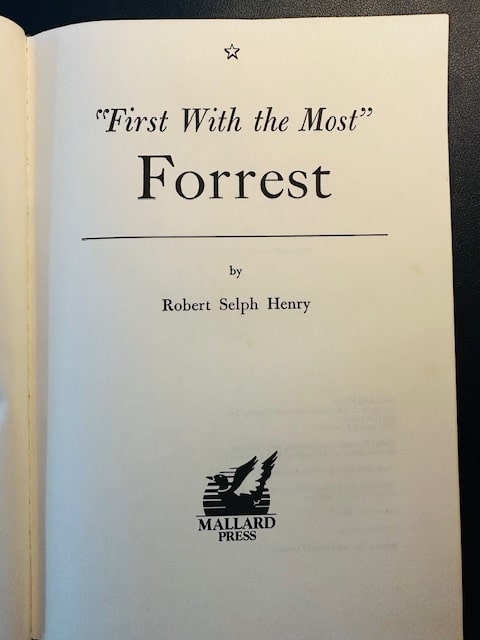 “First With the Most”
Forrest
by
Robert Selph Henry
MALLARD
PRESS